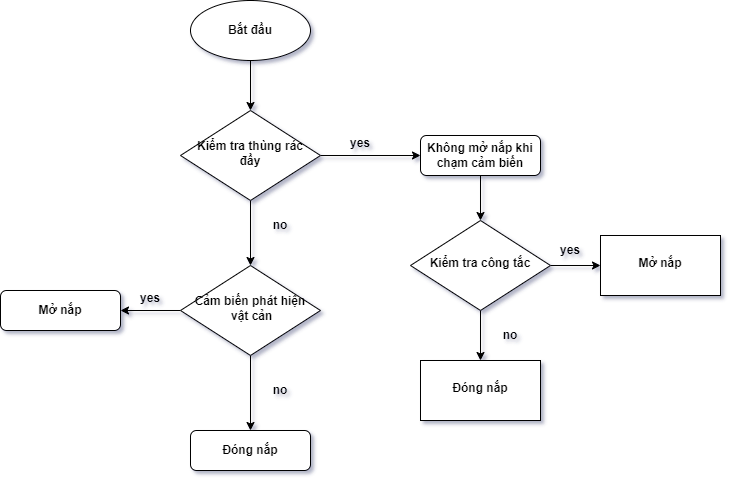 Bắt đầu
Kiểm tra thùng rác
đầy
yes
Không mở nắp khi
chạm cảm biến
no
Kiểm tra công tắc
yes
Mở nắp
Cảm biến phát hiện
vật cản
yes
Mở nắp
no
Đóng nắp
no
Đóng nắp